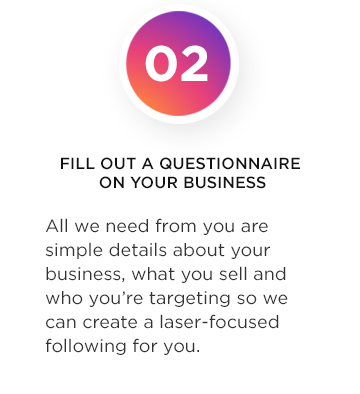 02
FILL OUT A QUESTIONNAIRE
ON YOUR BUSINESS
All we need from you are
simple details about your
business, what you sell and
who you’re targeting so we
can create a laser-focused
following for you.